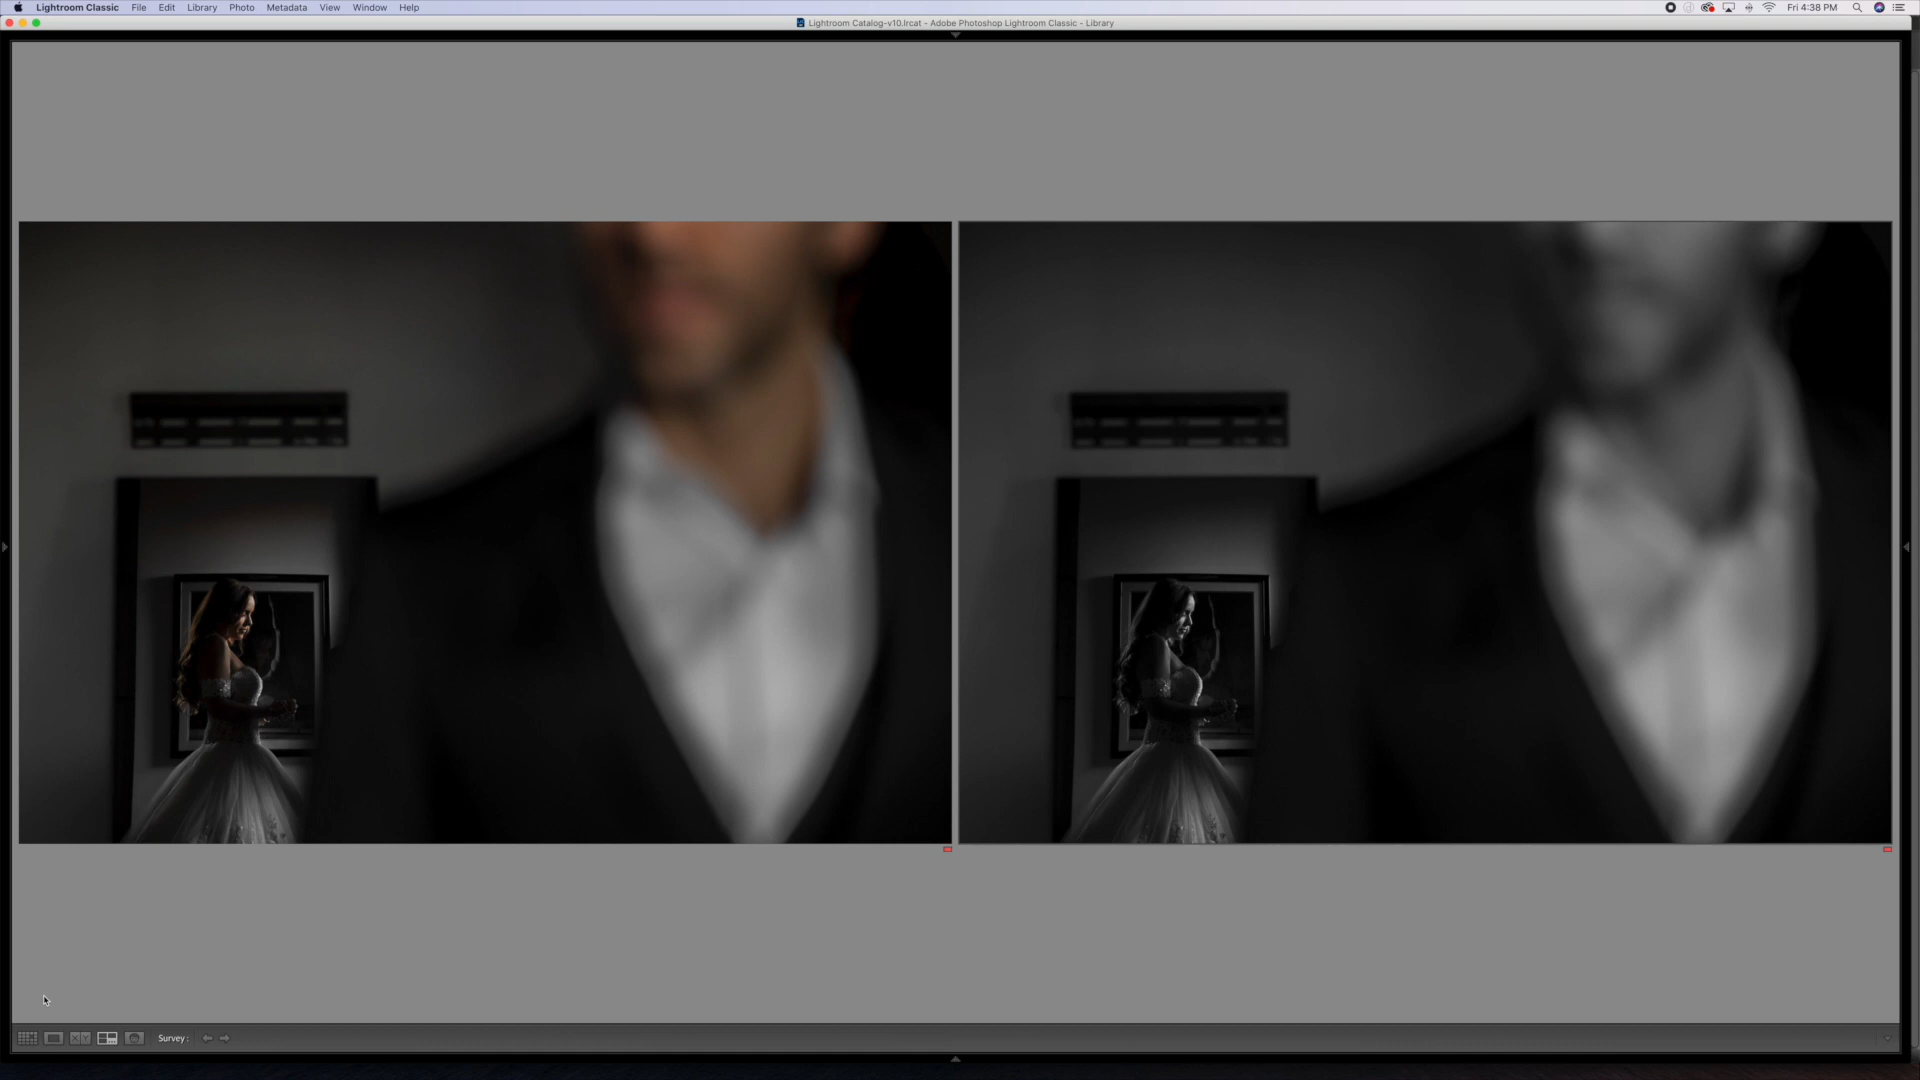 Lightroom Classic File Edit Library Photo Metadata View Window Help Fri 4:38 PM
Lightroom Catalog-v10.lrcat - Adobe Photoshop Lightroom Classic - Library
XY Survey :